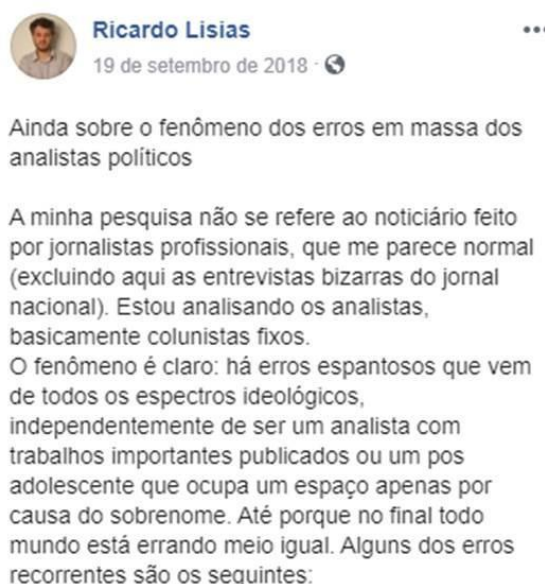 Ricardo Lisias
19 de setembro de 2018 ·
Ainda sobre o fenômeno dos erros em massa dos
analistas políticos
A minha pesquisa não se refere ao noticiário feito
por jornalistas profissionais, que me parece normal
(excluindo aqui as entrevistas bizarras do jornal
nacional). Estou analisando os analistas,
basicamente colunistas fixos.
O fenômeno é claro: há erros espantosos que vem
de todos os espectros ideológicos,
independentemente de ser um analista com
trabalhos importantes publicados ou um pos
adolescente que ocupa um espaço apenas por
causa do sobrenome. Até porque no final todo
mundo está errando meio igual. Alguns dos erros
recorrentes são os seguintes: